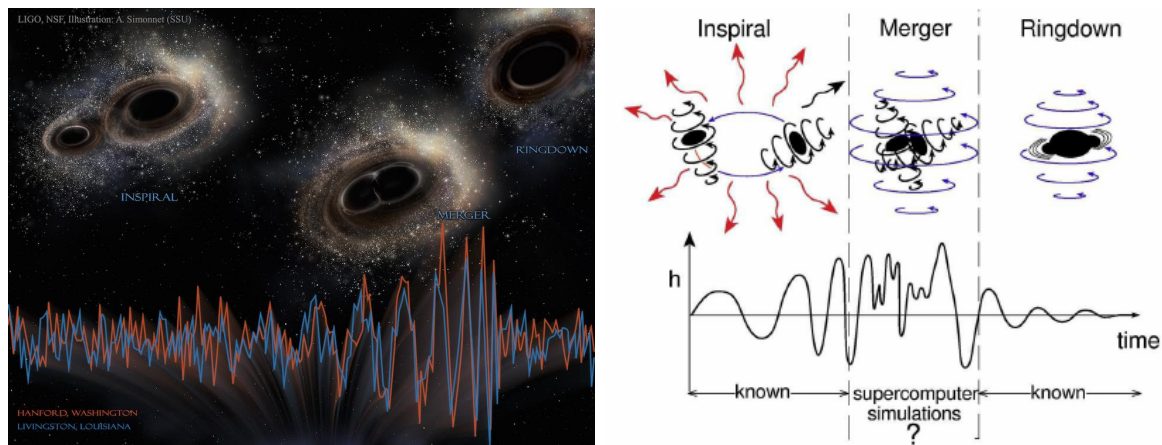 LIGO, NSF, Illustration: A. Simonnet (SSU)
INSPIRAL
MERGER
RINGDOWN
HANFORD, WASHINGTON
LIVINGSTON, LOUISIANA
Inspiral
Merger
Ringdown
h
time
known
supercomputer
simulations
?
known